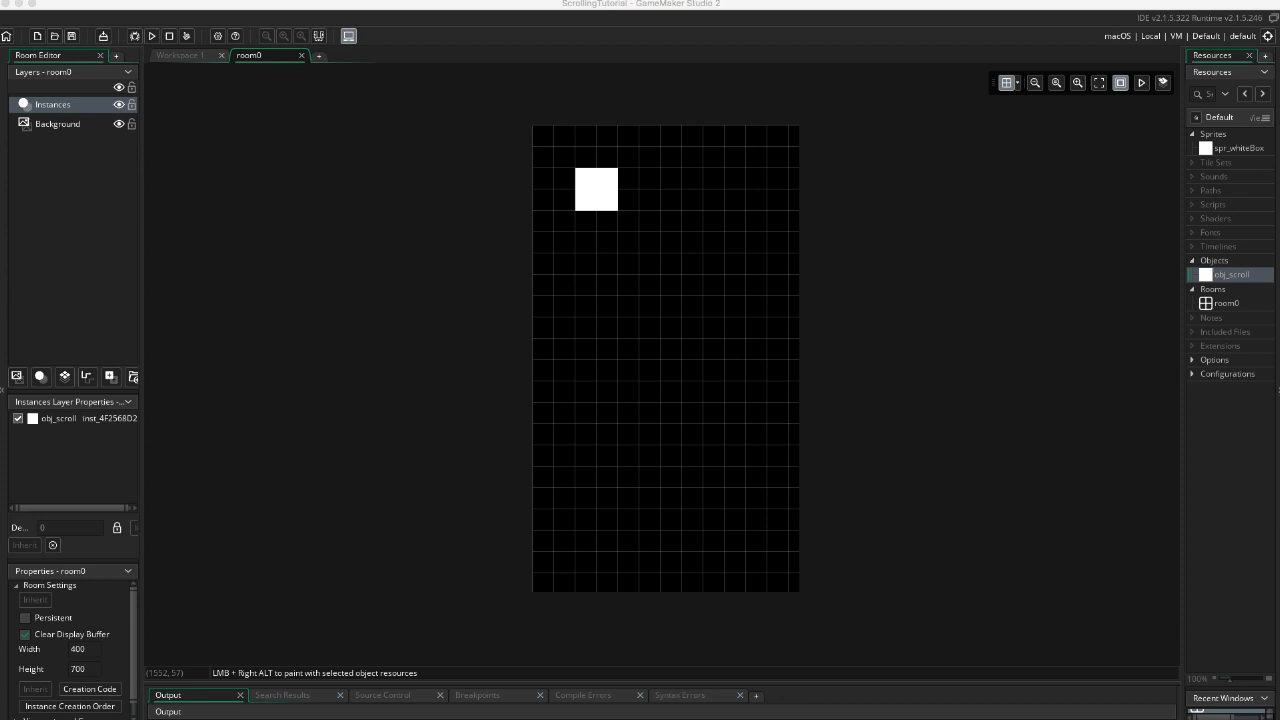 ScrollingTutorial - GameMaker Studio 2
IDE v2.1.5.322 Runtime v2.1.5.246
macOS | Local | VM | Default | default
Room Editor
Workspace 1
room0
Resources
Layers - room0
Resources
Instances
Background
Default
Sprites
spr_whiteBox
Tile Sets
Sounds
Paths
Scripts
Shaders
Fonts
Timelines
Objects
obj_scroll
Rooms
room0
Notes
Included Files
Extensions
Options
Configurations
Instances Layer Properties -...
obj_scroll inst_4F2568D2
De... 0
Inherit
Properties - room0
Room Settings
Inherit
Persistent
Clear Display Buffer
Width 400
Height 700
Inherit Creation Code
Instance Creation Order
(1552, 57) LMB + Right ALT to paint with selected object resources
100%
Output
Search Results
Source Control
Breakpoints
Compile Errors
Syntax Errors
Recent Windows
Output